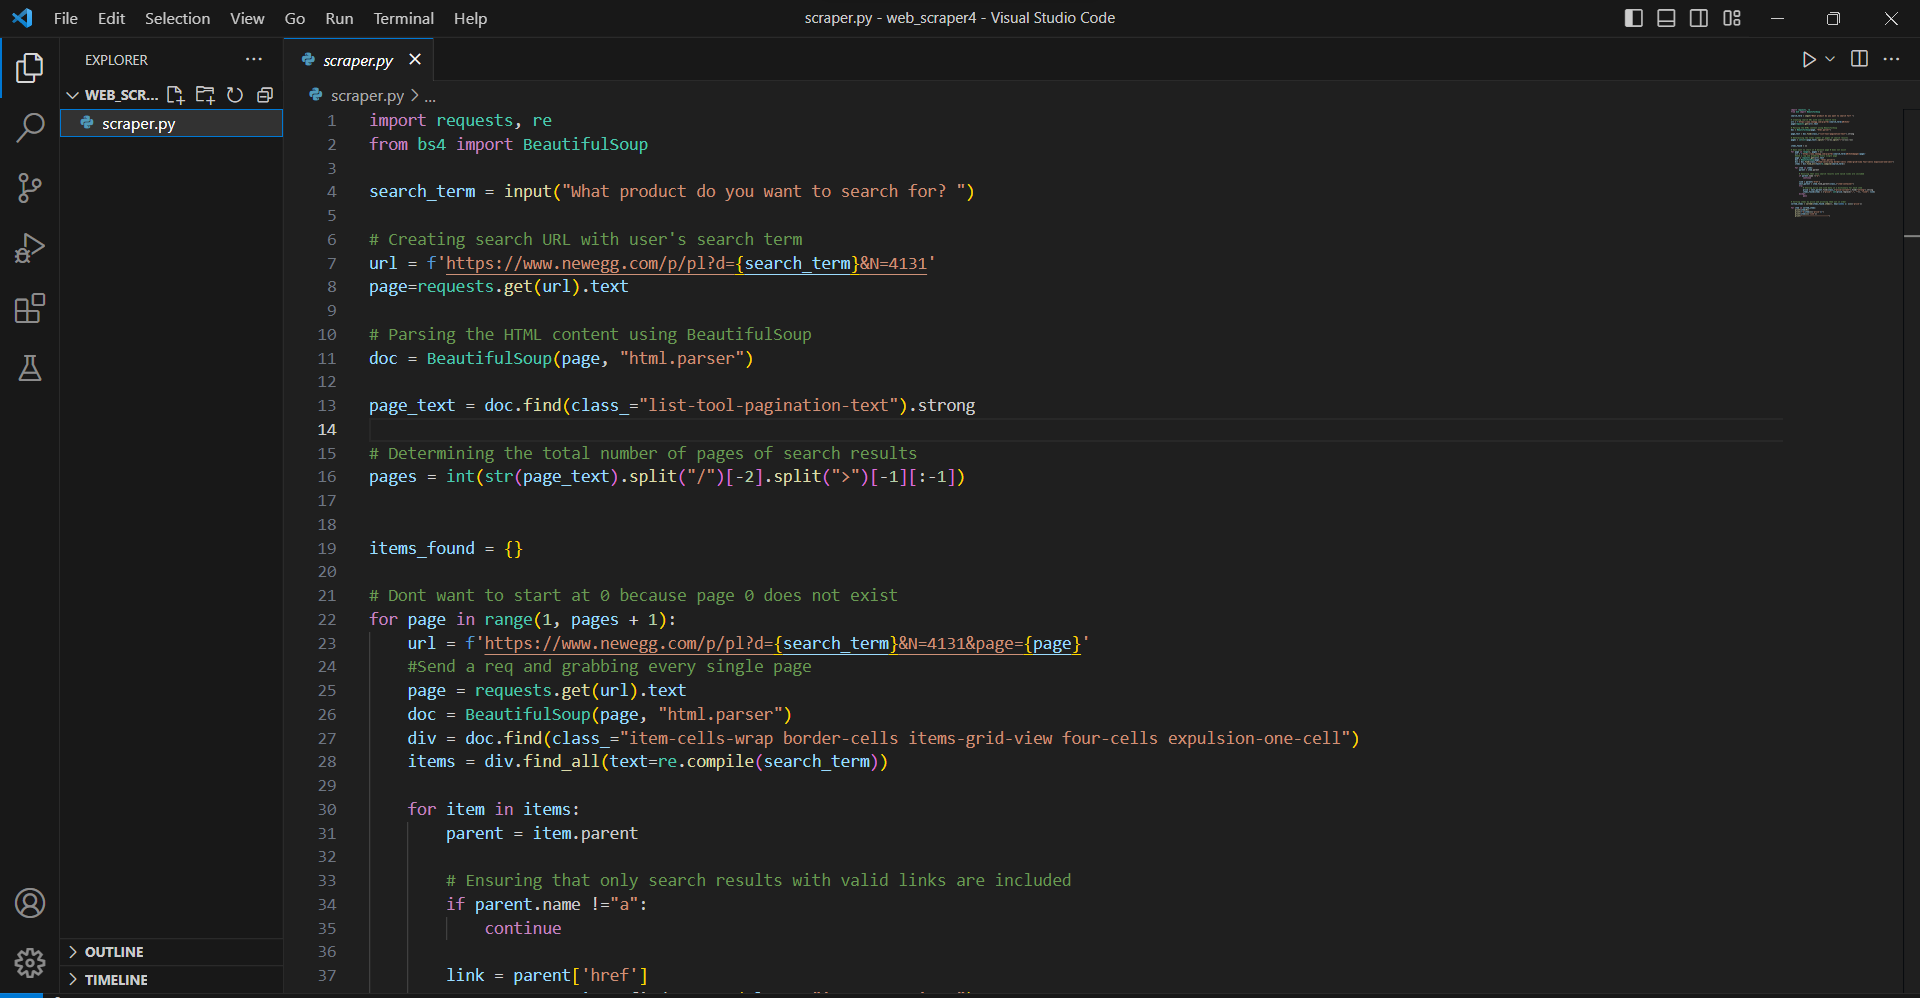 File Edit Selection View Go Run Terminal Help
scraper.py - web_scraper4 - Visual Studio Code
EXPLORER
WEB_SCR...
scraper.py
OUTLINE
TIMELINE
scraper.py
scraper.py > ...
1 import requests, re
2 from bs4 import BeautifulSoup
3
4 search_term = input("What product do you want to search for? ")
5
6 # Creating search URL with user's search term
7 url = f'https://www.newegg.com/p/pl?d={search_term}&N=4131'
8 page=requests.get(url).text
9
10 # Parsing the HTML content using BeautifulSoup
11 doc = BeautifulSoup(page, "html.parser")
12
13 page_text = doc.find(class_="list-tool-pagination-text").strong
14
15 # Determining the total number of pages of search results
16 pages = int(str(page_text).split("/")[-2].split(">")[-1][:-1])
17
18
19 items_found = {}
20
21 # Dont want to start at 0 because page 0 does not exist
22 for page in range(1, pages + 1):
23     url = f'https://www.newegg.com/p/pl?d={search_term}&N=4131&page={page}'
24     #Send a req and grabbing every single page
25     page = requests.get(url).text
26     doc = BeautifulSoup(page, "html.parser")
27     div = doc.find(class_="item-cells-wrap border-cells items-grid-view four-cells expulsion-one-cell")
28     items = div.find_all(text=re.compile(search_term))
29
30     for item in items:
31         parent = item.parent
32
33         # Ensuring that only search results with valid links are included
34         if parent.name !="a":
35             continue
36
37         link = parent['href']